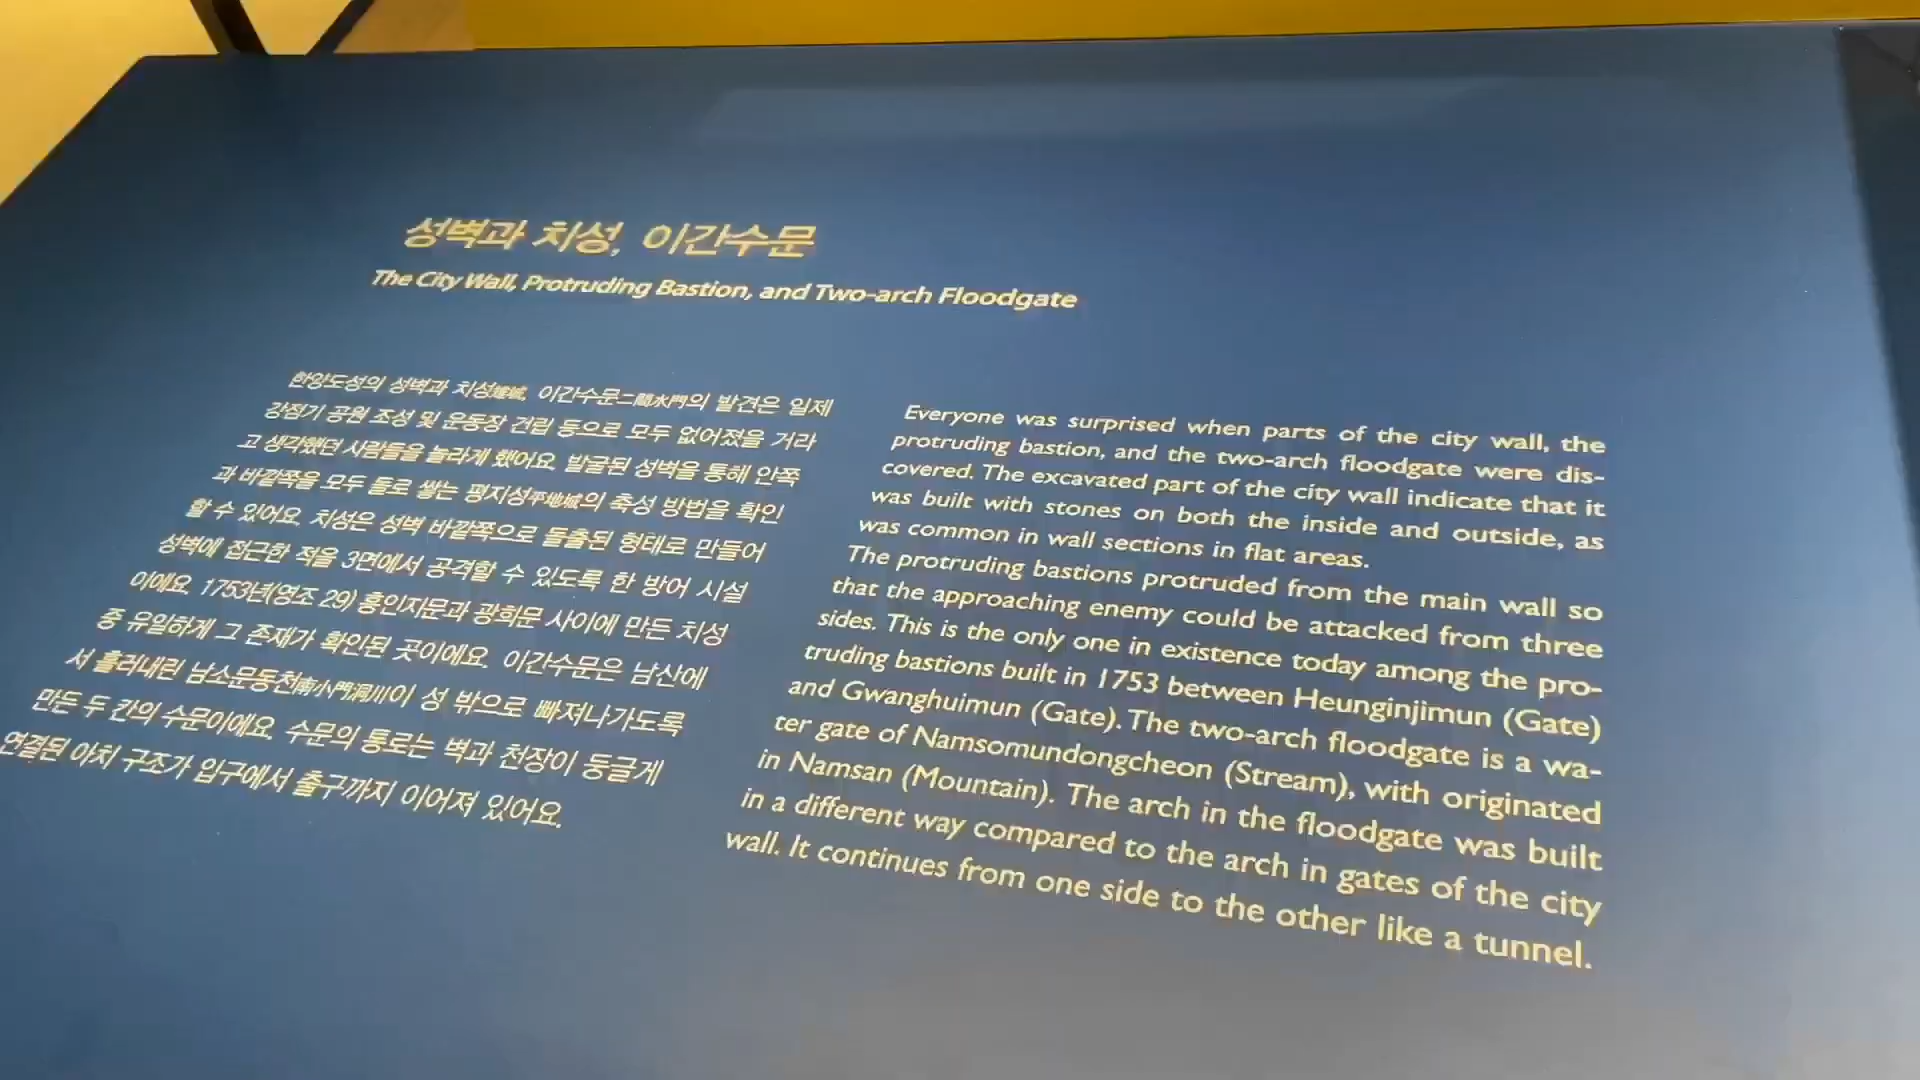 성벽과 치성, 이간수문
The City Wall, Protruding Bastion, and Two-arch Floodgate
한양도성의 성벽과 치성雉城, 이간수문二間水門의 발견은 일제
강점기 공원 조성 및 운동장 건립 등으로 모두 없어졌을 거라
고 생각했던 사람들을 놀라게 했어요. 발굴된 성벽을 통해 안쪽
과 바깥쪽을 모두 돌로 쌓는 평지성平地城의 축성 방법을 확인
할 수 있어요. 치성은 성벽 바깥쪽으로 돌출된 형태로 만들어
성벽에 접근한 적을 3면에서 공격할 수 있도록 한 방어 시설
이에요. 1753년(영조 29) 흥인지문과 광희문 사이에 만든 치성
중 유일하게 그 존재가 확인된 곳이에요. 이간수문은 남산에
서 흘러내린 남소문동천南小門洞川이 성 밖으로 빠져나가도록
만든 두 칸의 수문이에요. 수문의 통로는 벽과 천장이 둥글게
연결된 아치 구조가 입구에서 출구까지 이어져 있어요.
Everyone was surprised when parts of the city wall, the
protruding bastion, and the two-arch floodgate were dis-
covered. The excavated part of the city wall indicate that it
was built with stones on both the inside and outside, as
was common in wall sections in flat areas.
The protruding bastions protruded from the main wall so
that the approaching enemy could be attacked from three
sides. This is the only one in existence today among the pro-
truding bastions built in 1753 between Heunginjimun (Gate)
and Gwanghuimun (Gate). The two-arch floodgate is a wa-
ter gate of Namsomundongcheon (Stream), with originated
in Namsan (Mountain). The arch in the floodgate was built
in a different way compared to the arch in gates of the city
wall. It continues from one side to the other like a tunnel.